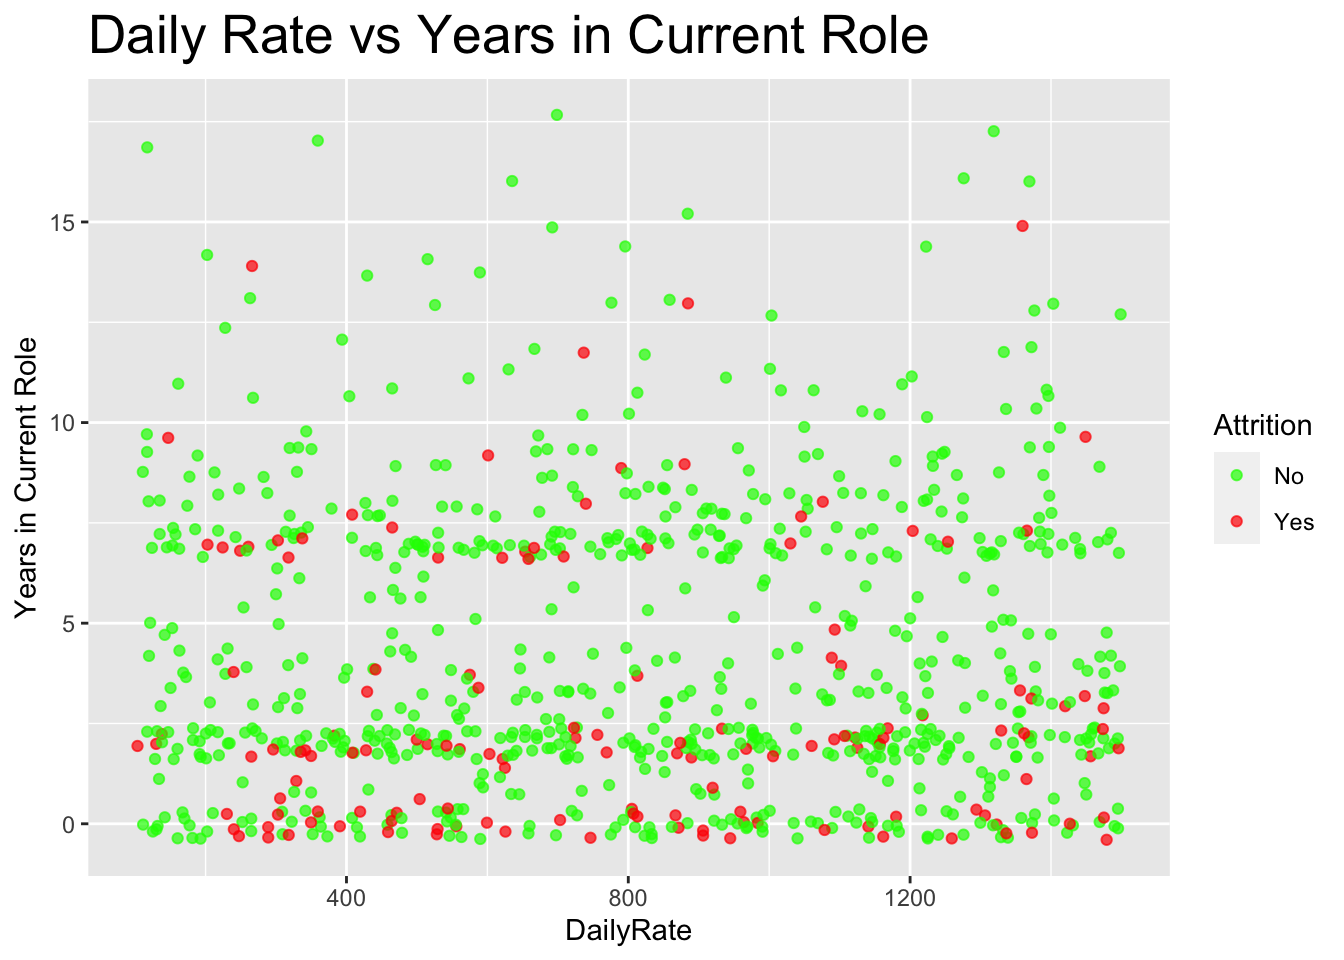 Daily Rate vs Years in Current Role
Years in Current Role
15
10
5
0
400
800
1200
DailyRate
Attrition
No
Yes